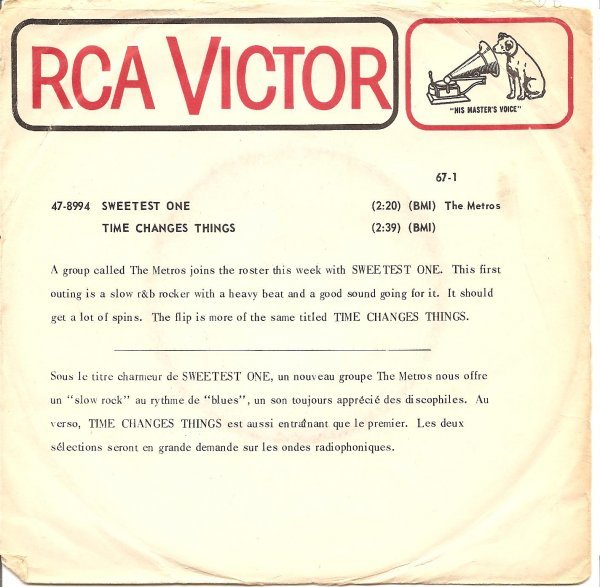 RCA VICTOR
"HIS MASTER'S VOICE"
67-1
47-8994 SWEETEST ONE (2:20) (BMI) The Metros
TIME CHANGES THINGS (2:39) (BMI)
A group called The Metros joins the roster this week with SWEETEST ONE. This first
outing is a slow r&b rocker with a heavy beat and a good sound going for it. It should
get a lot of spins. The flip is more of the same titled TIME CHANGES THINGS.
Sous le titre charmeur de SWEETEST ONE, un nouveau groupe The Metros nous offre
un "slow rock" au rythme de "blues", un son toujours apprécié des discophiles. Au
verso, TIME CHANGES THINGS est aussi entraînant que le premier. Les deux
sélections seront en grande demande sur les ondes radiophoniques.